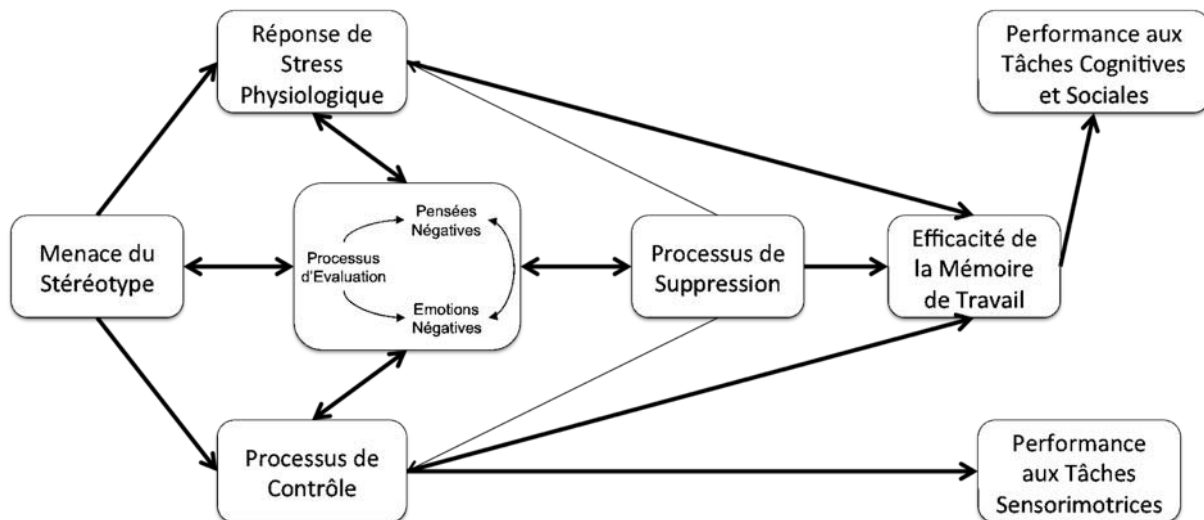 Réponse de
Stress
Physiologique
Performance aux
Tâches Cognitives
et Sociales
Menace du
Stéréotype
Processus
d'Evaluation
Pensées
Négatives
Emotions
Négatives
Processus de
Suppression
Efficacité de
la Mémoire
de Travail
Processus de
Contrôle
Performance
aux Tâches
Sensorimotrices